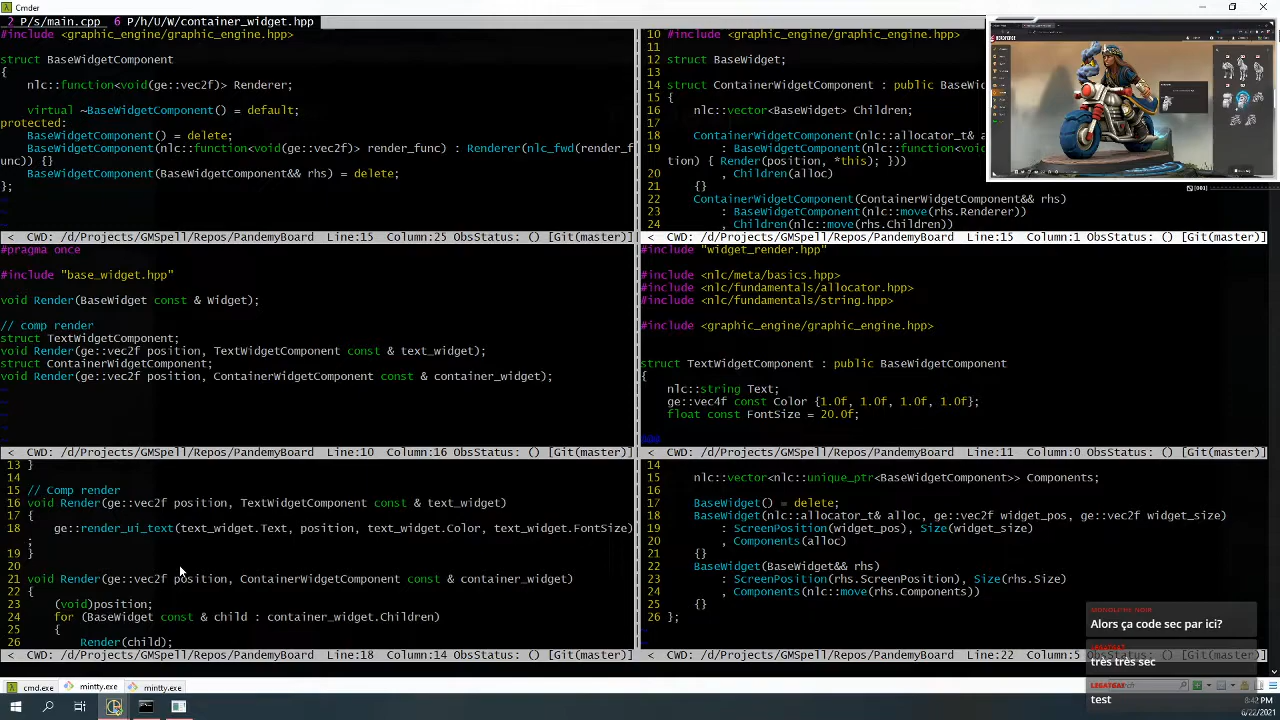 Cmder
2 P/s/main.cpp  6 P/h/U/W/container_widget.hpp
#include <graphic_engine/graphic_engine.hpp>
struct BaseWidgetComponent
{
nlc::function<void(ge::vec2f)> Renderer;
virtual ~BaseWidgetComponent() = default;
protected:
BaseWidgetComponent() = delete;
BaseWidgetComponent(nlc::function<void(ge::vec2f)> render_func) : Renderer(nlc_fwd(render_f
unc)) {}
BaseWidgetComponent(BaseWidgetComponent&& rhs) = delete;
};
< CWD: /d/Projects/GMSpell/Repos/PandemyBoard Line:15 Column:25 ObsStatus: () [Git(master)]
10 #include <graphic_engine/graphic_engine.hpp>
11
12 struct BaseWidget;
13
14 struct ContainerWidgetComponent : public BaseWidgetC
15 {
16 nlc::vector<BaseWidget> Children;
17
18 ContainerWidgetComponent(nlc::allocator_t& a
19 : BaseWidgetComponent(nlc::function<void
tion) { Render(position, *this); }))
20 , Children(alloc)
21 {}
22 ContainerWidgetComponent(ContainerWidgetComponent&& rhs)
23 : BaseWidgetComponent(nlc::move(rhs.Renderer))
24 , Children(nlc::move(rhs.Children))
< CWD: /d/Projects/GMSpell/Repos/PandemyBoard Line:15 Column:1 ObsStatus: () [Git(master)]
#pragma once
#include "base_widget.hpp"
void Render(BaseWidget const & Widget);
// comp render
struct TextWidgetComponent;
void Render(ge::vec2f position, TextWidgetComponent const & text_widget);
struct ContainerWidgetComponent;
void Render(ge::vec2f position, ContainerWidgetComponent const & container_widget);
< CWD: /d/Projects/GMSpell/Repos/PandemyBoard Line:10 Column:16 ObsStatus: () [Git(master)]
#include "widget_render.hpp"
#include <nlc/meta/basics.hpp>
#include <nlc/fundamentals/allocator.hpp>
#include <nlc/fundamentals/string.hpp>
#include <graphic_engine/graphic_engine.hpp>
struct TextWidgetComponent : public BaseWidgetComponent
{
nlc::string Text;
ge::vec4f const Color {1.0f, 1.0f, 1.0f, 1.0f};
float const FontSize = 20.0f;
< CWD: /d/Projects/GMSpell/Repos/PandemyBoard Line:11 Column:0 ObsStatus: () [Git(master)]
13 }
14
15 // Comp render
16 void Render(ge::vec2f position, TextWidgetComponent const & text_widget)
17 {
18 ge::render_ui_text(text_widget.Text, position, text_widget.Color, text_widget.FontSize)
;
19 }
20
21 void Render(ge::vec2f position, ContainerWidgetComponent const & container_widget)
22 {
23 (void)position;
24 for (BaseWidget const & child : container_widget.Children)
25 {
26 Render(child);
< CWD: /d/Projects/GMSpell/Repos/PandemyBoard Line:18 Column:14 ObsStatus: () [Git(master)]
14
15 nlc::vector<nlc::unique_ptr<BaseWidgetComponent>> Components;
16
17 BaseWidget() = delete;
18 BaseWidget(nlc::allocator_t& alloc, ge::vec2f widget_pos, ge::vec2f widget_size)
19 : ScreenPosition(widget_pos), Size(widget_size)
20 , Components(alloc)
21 {}
22 BaseWidget(BaseWidget&& rhs)
23 : ScreenPosition(rhs.ScreenPosition), Size(rhs.Size)
24 , Components(nlc::move(rhs.Components))
25 {}
26 };
< CWD: /d/Projects/GMSpell/Repos/PandemyBoard Line:22 Column:5 ObsStatus: () [Git(master)]
MONOLITHE NOIR
Alors ça code sec par ici?
très très sec
LEGATGAS
test
cmd.exe
mintty.exe
mintty.exe
Search
8:42 PM
6/22/2021